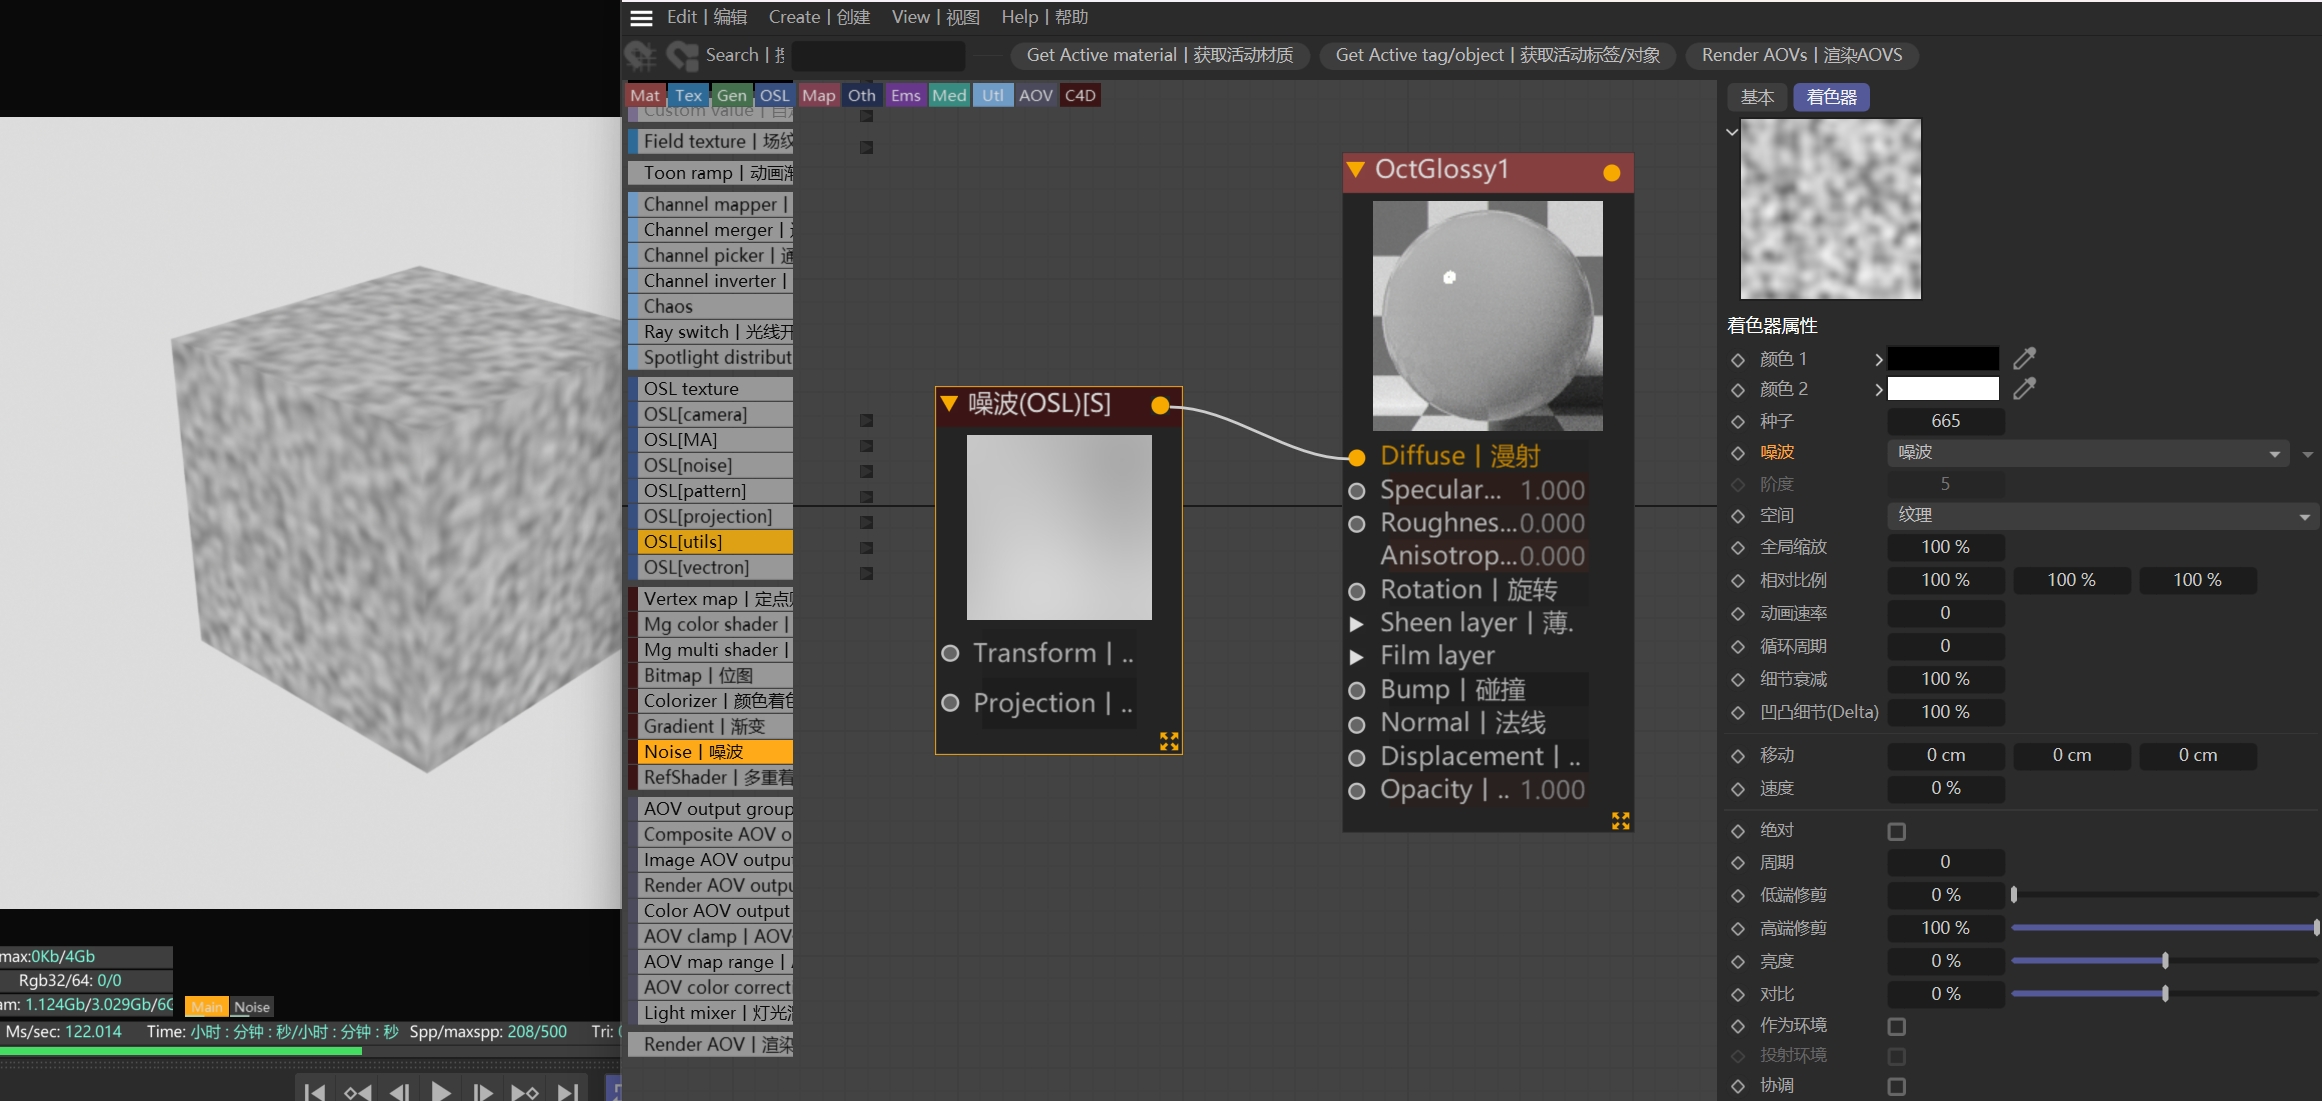 Edit | 编辑 Create | 创建 View | 视图 Help | 帮助
Search | Get Active material | 获取活动材质 Get Active tag/object | 获取活动标签/对象 Render AOVs | 渲染AOVS
Mat Tex Gen OSL Map Oth Ems Med Utl AOV C4D
Custom value |
Field texture | 场纹
Toon ramp | 动画渐
Channel mapper |
Channel merger |
Channel picker | 通
Channel inverter |
Chaos
Ray switch | 光线开
Spotlight distribut
OSL texture
OSL[camera]
OSL[MA]
OSL[noise]
OSL[pattern]
OSL[projection]
OSL[utils]
OSL[vectron]
Vertex map | 定点贴
Mg color shader |
Mg multi shader |
Bitmap | 位图
Colorizer | 颜色着色
Gradient | 渐变
Noise | 噪波
RefShader | 多重着
AOV output group
Composite AOV o
Image AOV outpu
Render AOV outpu
Color AOV output
AOV clamp | AOV
AOV map range |
AOV color correcti
Light mixer | 灯光混
Render AOV | 渲染
噪波(OSL)[S]
Transform | ..
Projection | ..
OctGlossy1
Diffuse | 漫射
Specular... 1.000
Roughnes...0.000
Anisotrop...0.000
Rotation | 旋转
Sheen layer | 薄.
Film layer
Bump | 碰撞
Normal | 法线
Displacement | ..
Opacity | .. 1.000
基本 着色器
着色器属性
颜色 1
颜色 2
种子 665
噪波 噪波
阶度 5
空间 纹理
全局缩放 100 %
相对比例 100 % 100 % 100 %
动画速率 0
循环周期 0
细节衰减 100 %
凹凸细节(Delta) 100 %
移动 0 cm 0 cm 0 cm
速度 0 %
绝对
周期 0
低端修剪 0 %
高端修剪 100 %
亮度 0 %
对比 0 %
作为环境
投射环境
协调
max:0Kb/4Gb
Rgb32/64: 0/0
am: 1.124Gb/3.029Gb/6G Main Noise
Ms/sec: 122.014 Time: 小时 : 分钟 : 秒/小时 : 分钟 : 秒 Spp/maxspp: 208/500 Tri: